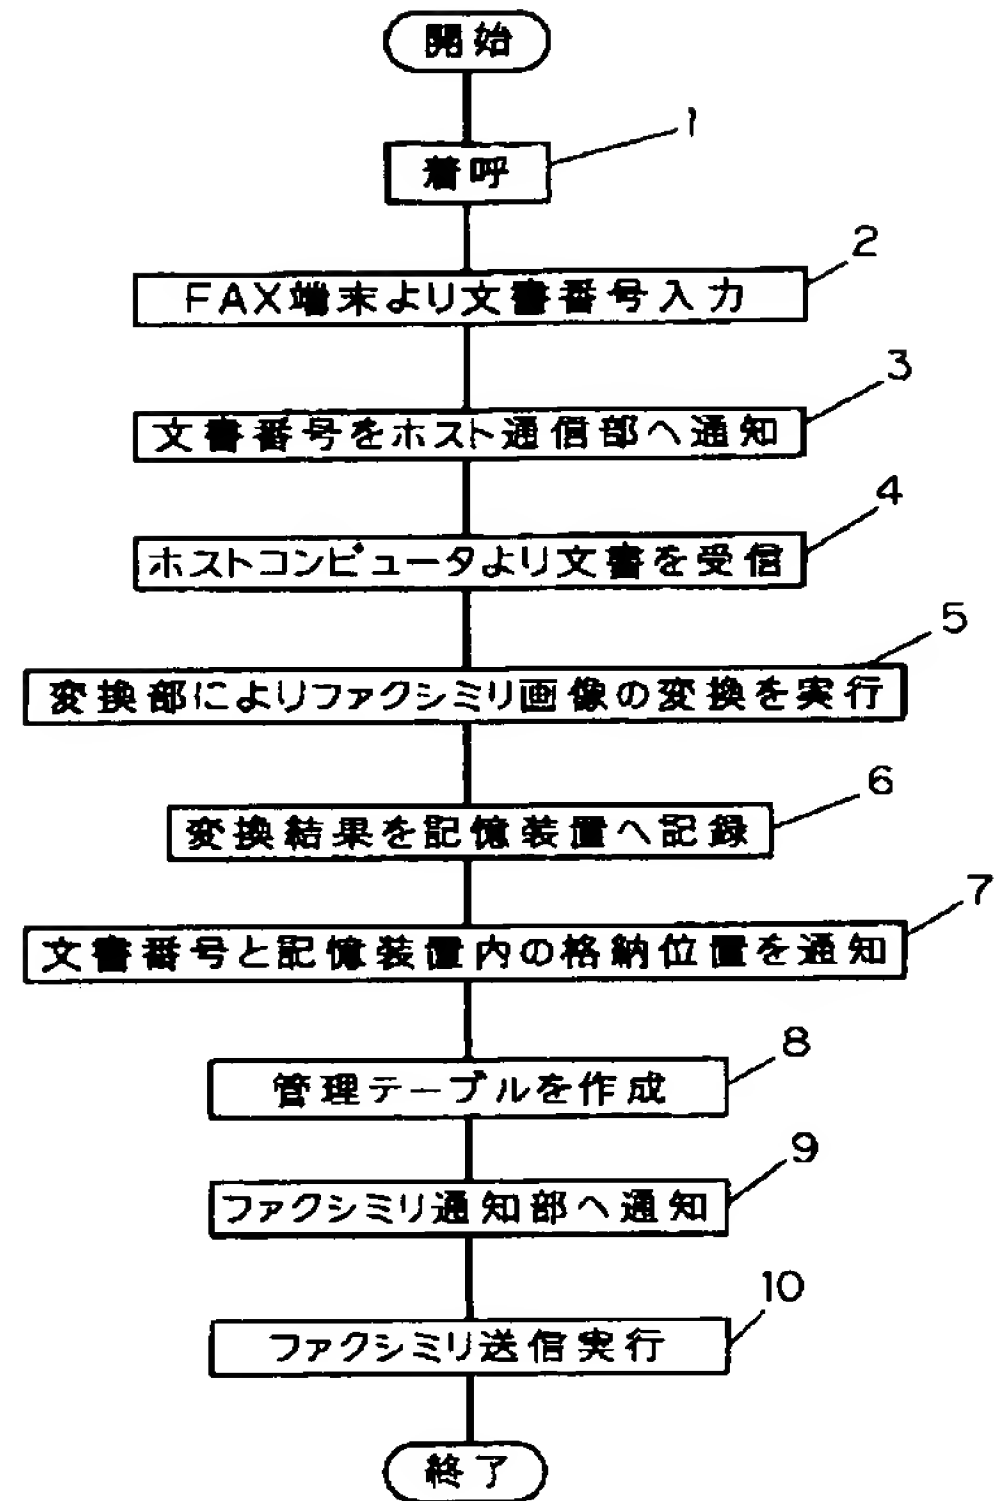 開始
1
着呼
2
FAX端末より文書番号入力
3
文書番号をホスト通信部へ通知
4
ホストコンピュータより文書を受信
5
変換部によりファクシミリ画像の変換を実行
6
変換結果を記憶装置へ記録
7
文書番号と記憶装置内の格納位置を通知
8
管理テーブルを作成
9
ファクシミリ通知部へ通知
10
ファクシミリ送信実行
終了